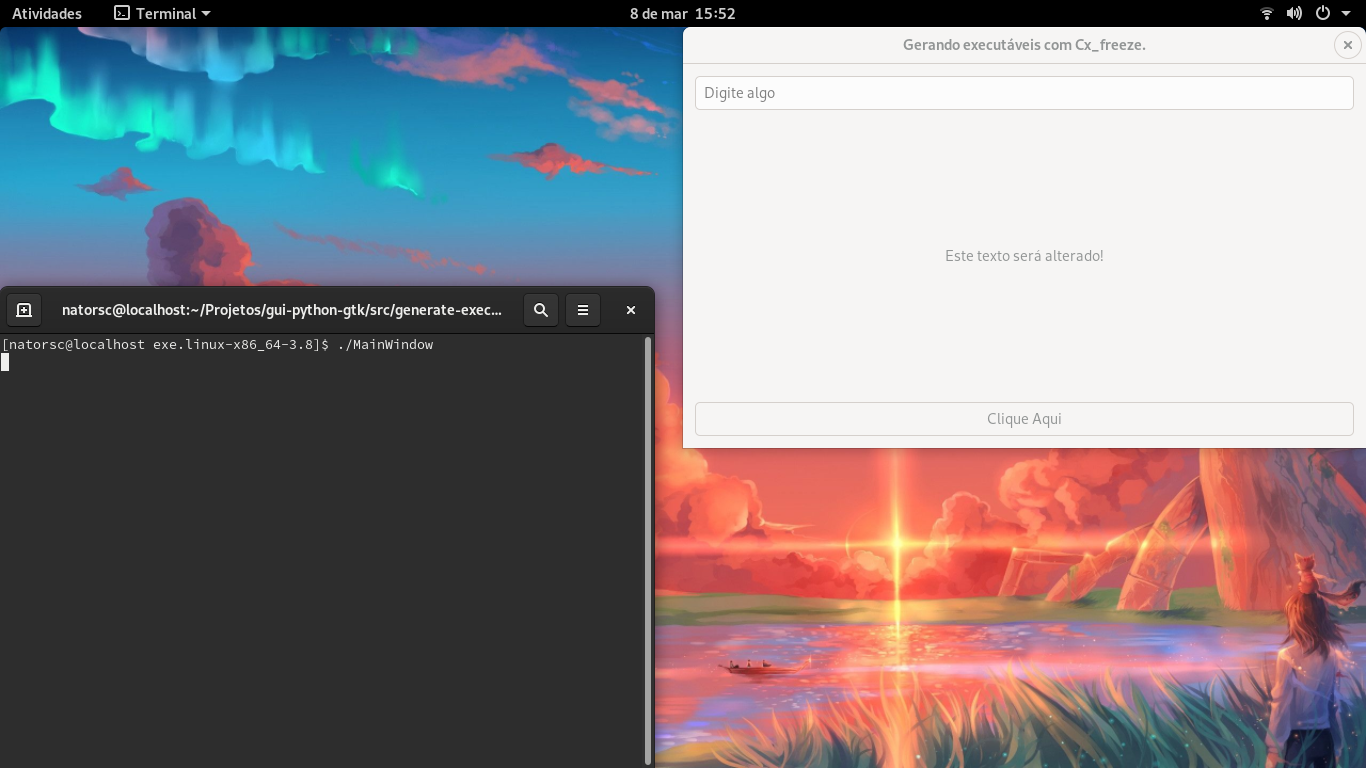 Atividades
Terminal
8 de mar 15:52
Gerando executáveis com Cx_freeze.
Digite algo
Este texto será alterado!
Clique Aqui
natorsc@localhost:~/Projetos/gui-python-gtk/src/generate-exec...
[natorsc@localhost exe.linux-x86_64-3.8]$ ./MainWindow